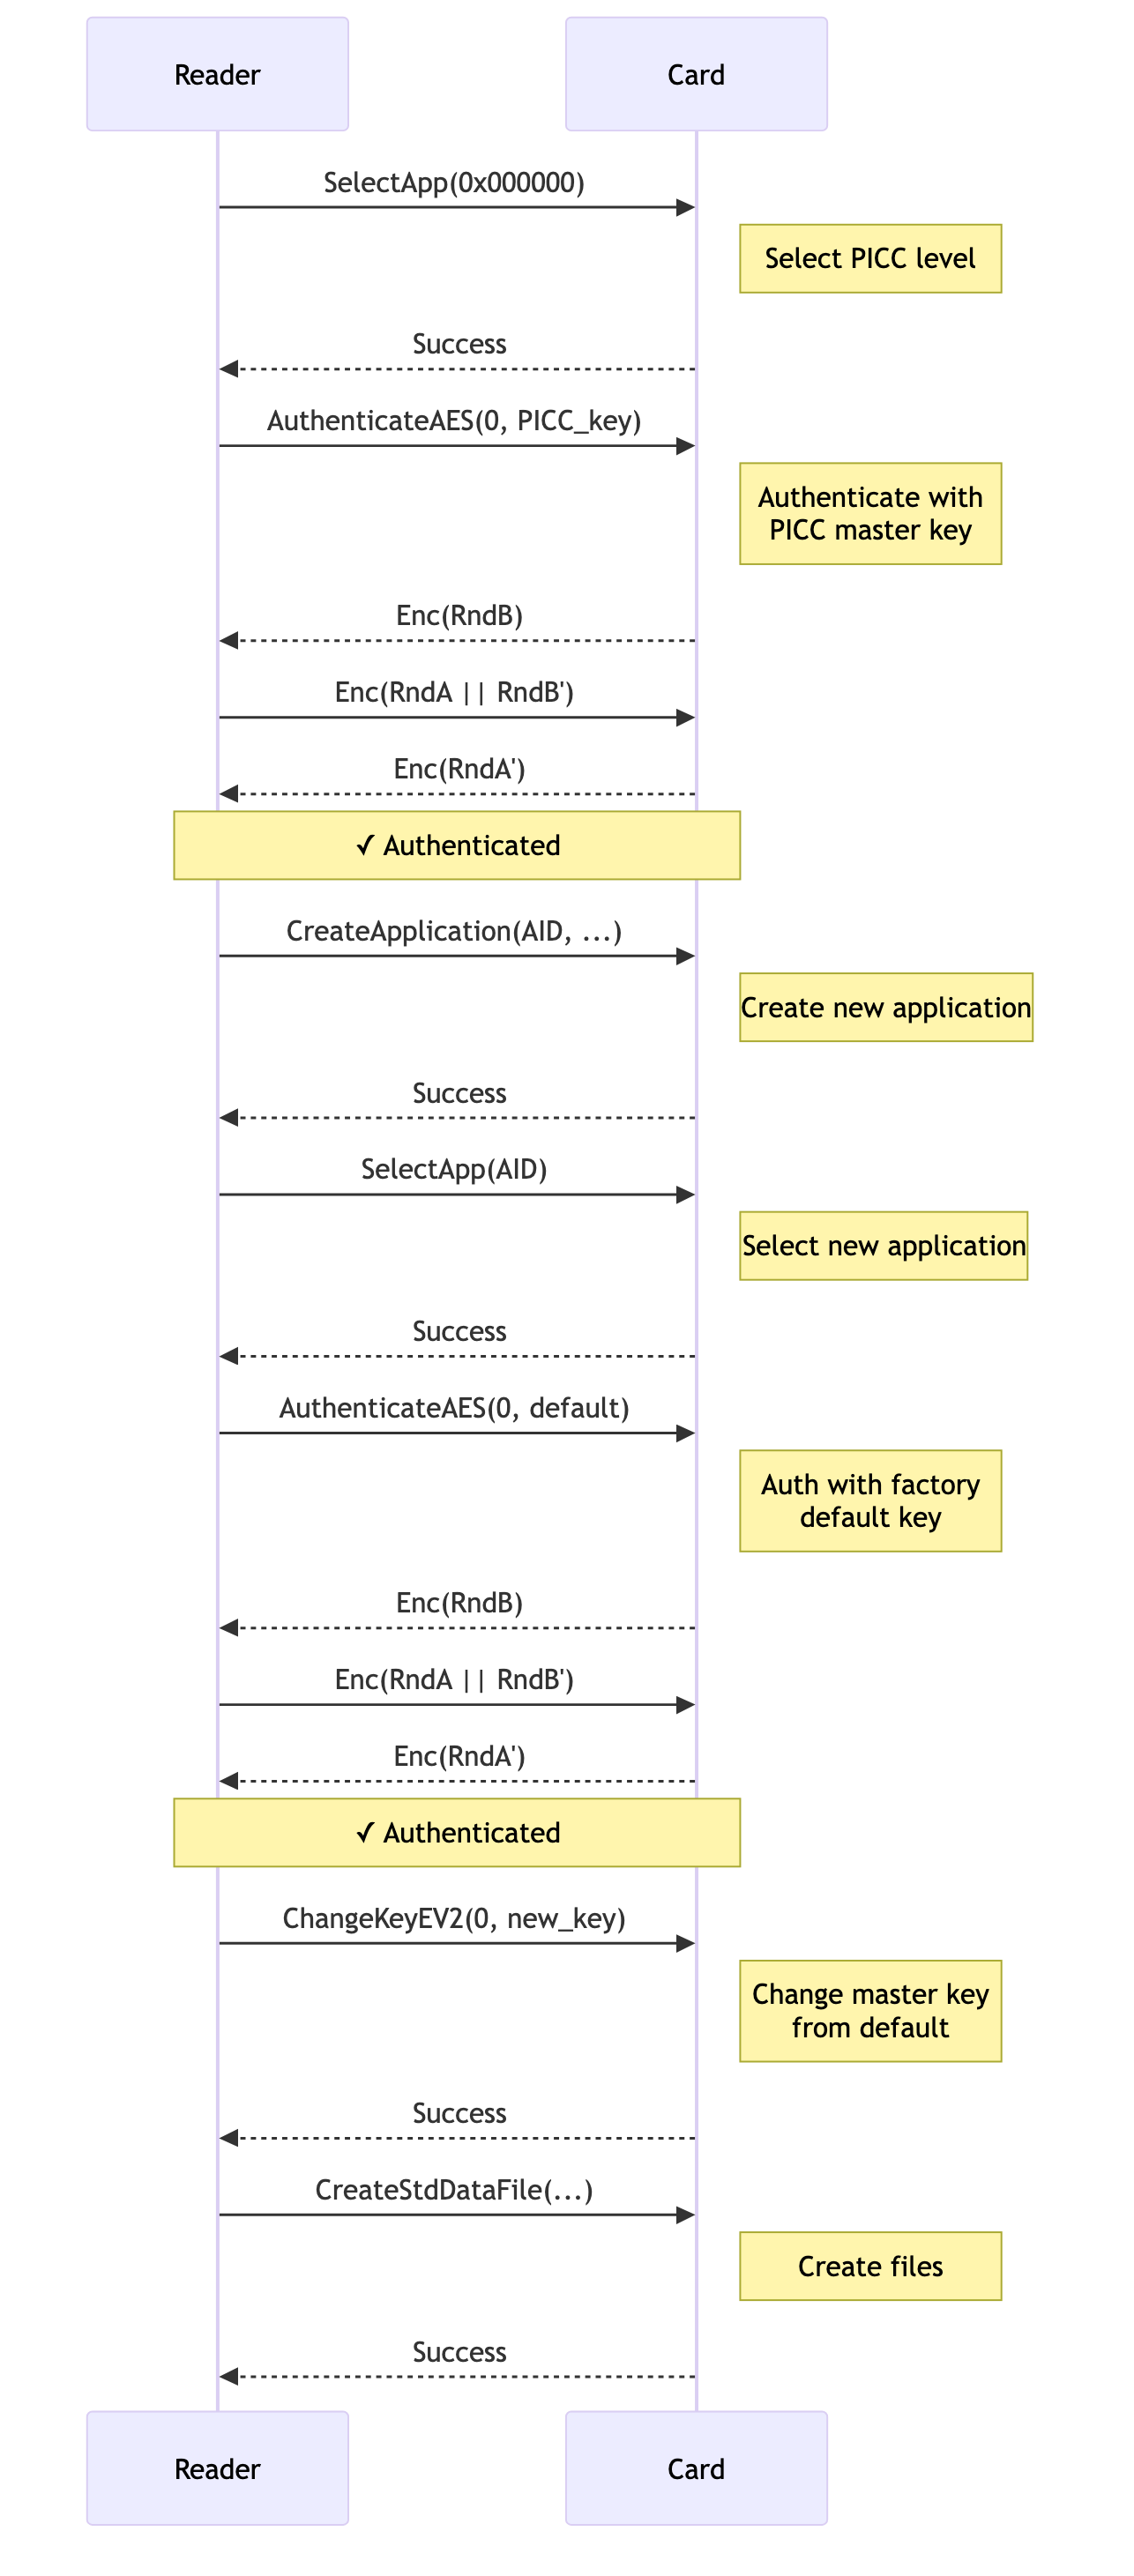 Reader
Card
SelectApp(0x000000)
Select PICC level
Success
AuthenticateAES(0, PICC_key)
Authenticate with
PICC master key
Enc(RndB)
Enc(RndA || RndB')
Enc(RndA')
✓ Authenticated
CreateApplication(AID, ...)
Create new application
Success
SelectApp(AID)
Select new application
Success
AuthenticateAES(0, default)
Auth with factory
default key
Enc(RndB)
Enc(RndA || RndB')
Enc(RndA')
✓ Authenticated
ChangeKeyEV2(0, new_key)
Change master key
from default
Success
CreateStdDataFile(...)
Create files
Success
Reader
Card